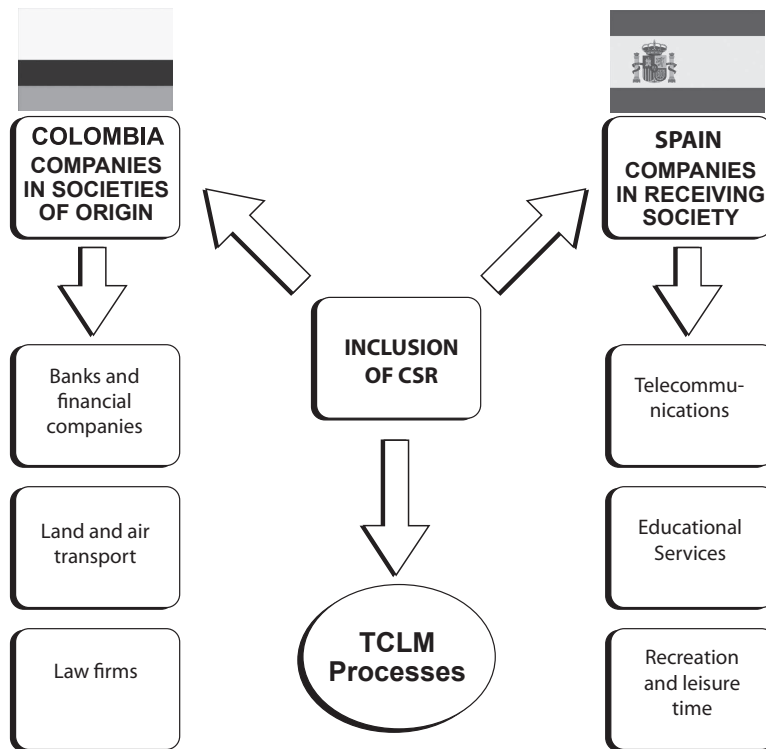 COLOMBIA
COMPANIES
IN SOCIETIES
OF ORIGIN
SPAIN
COMPANIES
IN RECEIVING
SOCIETY
INCLUSION
OF CSR
Banks and
financial
companies
Telecommu-
nications
Land and air
transport
Educational
Services
TCLM
Processes
Law firms
Recreation
and leisure
time